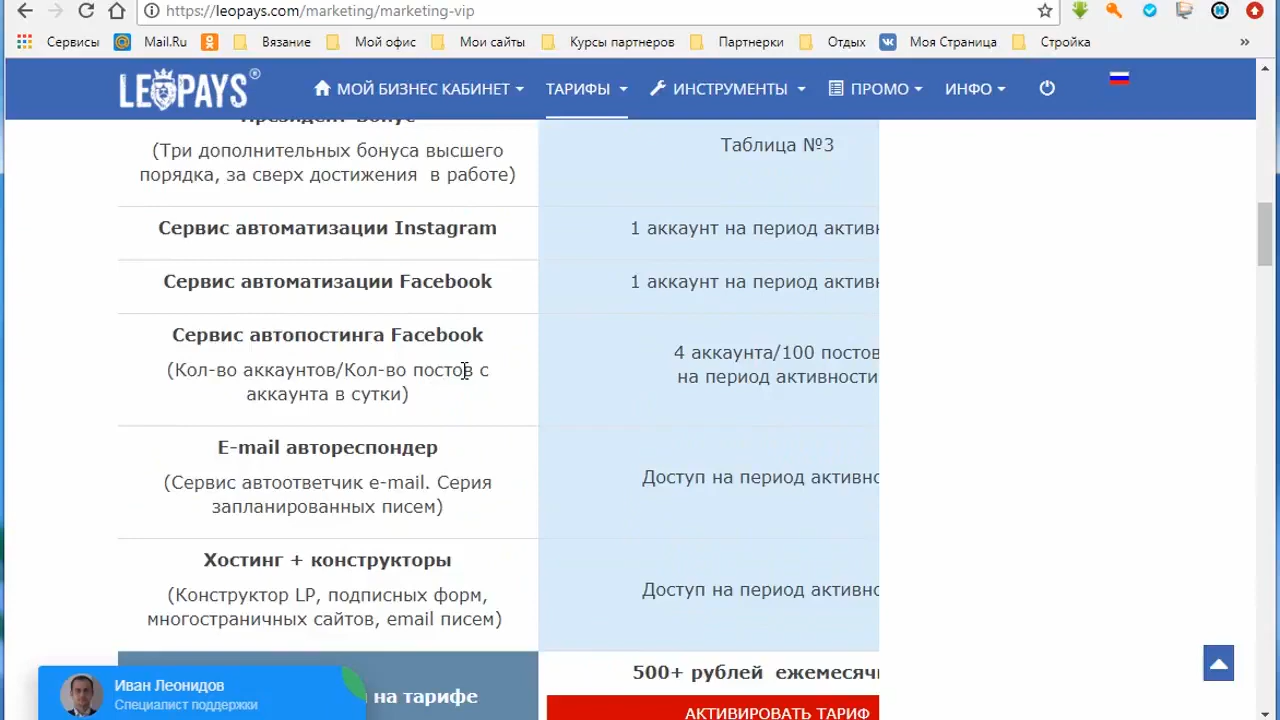 https://leopays.com/marketing/marketing-vip
Сервисы Mail.Ru Вязание Мой офис Мои сайты Курсы партнеров Партнерки Отдых Моя Страница Стройка »
LEOPAYS® МОЙ БИЗНЕС КАБИНЕТ ТАРИФЫ ИНСТРУМЕНТЫ ПРОМО ИНФО
Президент Бонус
(Три дополнительных бонуса высшего
порядка, за сверх достижения в работе)
Таблица №3
Сервис автоматизации Instagram
1 аккаунт на период активн
Сервис автоматизации Facebook
1 аккаунт на период активн
Сервис автопостинга Facebook
(Кол-во аккаунтов/Кол-во постов с
аккаунта в сутки)
4 аккаунта/100 постов
на период активности
E-mail автореспондер
(Сервис автоответчик e-mail. Серия
запланированных писем)
Доступ на период активно
Хостинг + конструкторы
(Конструктор LP, подписных форм,
многостраничных сайтов, email писем)
Доступ на период активно
на тарифе
500+ рублей ежемесячн
АКТИВИРОВАТЬ ТАРИФ
Иван Леонидов
Специалист поддержки